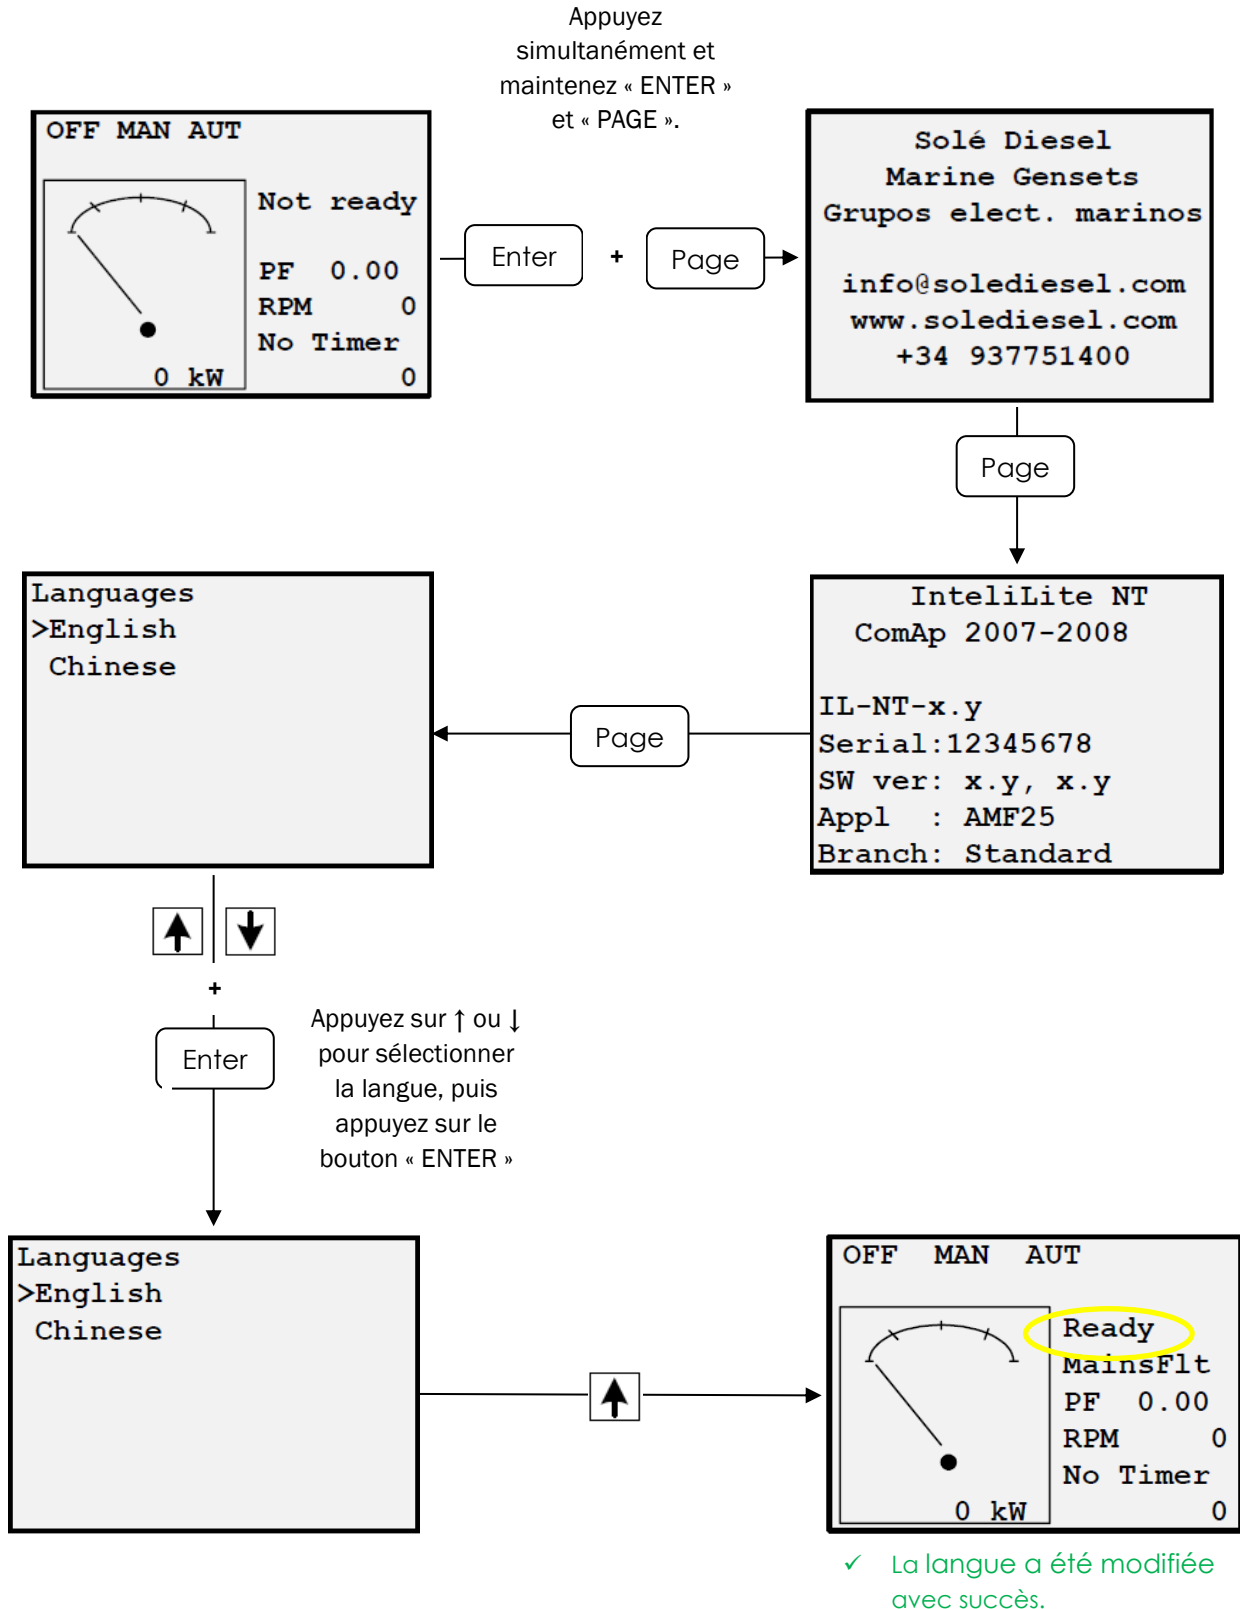 Appuyez
simultanément et
maintenez « ENTER »
et « PAGE ».
OFF MAN AUT
Not ready
PF 0.00
RPM 0
No Timer
0 kW 0
Enter + Page
Solé Diesel
Marine Gensets
Grupos elect. marinos
info@solediesel.com
www.solediesel.com
+34 937751400
Page
InteliLite NT
ComAp 2007-2008
IL-NT-x.y
Serial:12345678
SW ver: x.y, x.y
Appl : AMF25
Branch: Standard
Page
Languages
>English
Chinese
+
Enter
Appuyez sur ↑ ou ↓
pour sélectionner
la langue, puis
appuyez sur le
bouton « ENTER »
Languages
>English
Chinese
OFF MAN AUT
Ready
MainsFlt
PF 0.00
RPM 0
No Timer
0 kW 0
✓ La langue a été modifiée
avec succès.